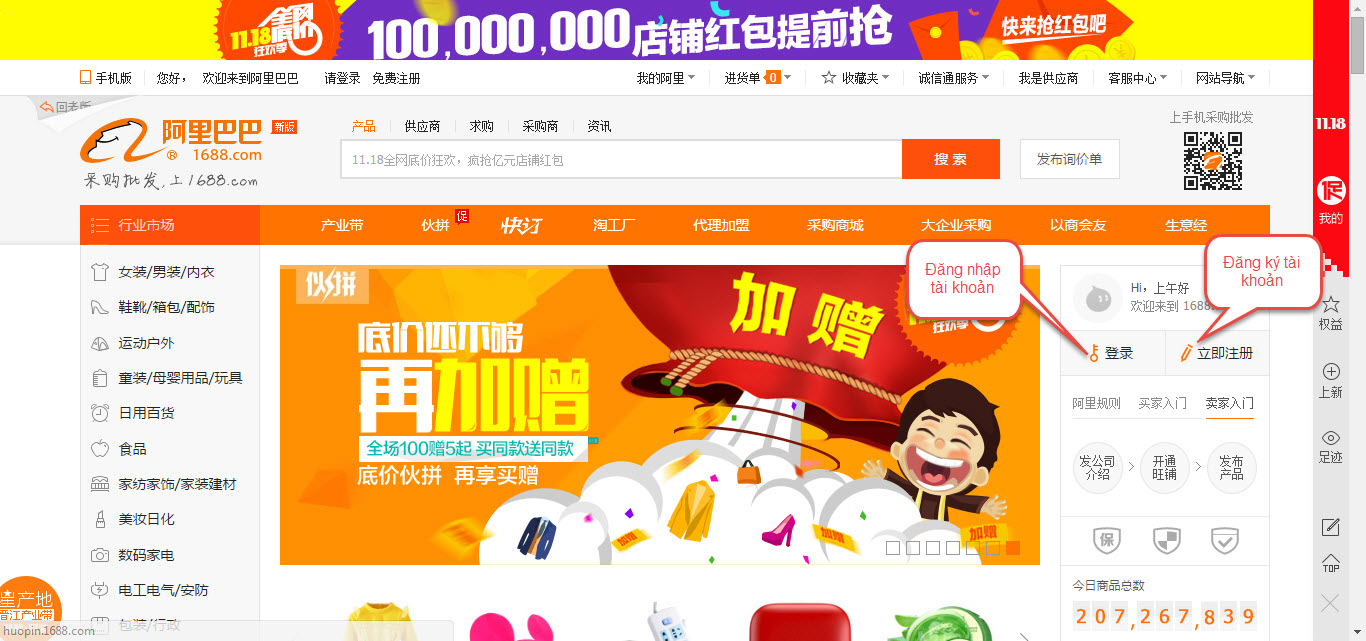 11.18
全网
底价
狂欢季
100,000,000店铺红包提前抢
快来抢红包吧
手机版
您好， 欢迎来到阿里巴巴
请登录 免费注册
我的阿里
进货单 0
收藏夹
诚信通服务
我是供应商
客服中心
网站导航
回老版
阿里巴巴
新版
® 1688.com
采购批发,上1688.com
产品
供应商
求购
采购商
资讯
11.18全网底价狂欢，疯抢亿元店铺红包
搜 索
发布询价单
上手机采购批发
11.18
促
我的
行业市场
产业带
伙拼
促
快订
淘工厂
代理加盟
采购商城
大企业采购
以商会友
生意经
女装/男装/内衣
鞋靴/箱包/配饰
运动户外
童装/母婴用品/玩具
日用百货
食品
家纺家饰/家装建材
美妆日化
数码家电
电工电气/安防
包装/行政
伙拼
底价还不够
再加赠
全场100赠5起 买同款送同款
底价伙拼 再享买赠
加赠
狂欢季
加赠
加赠
加赠
Đăng nhập
tài khoản
Đăng ký tài
khoản
Hi，上午好
欢迎来到 1688
登录
立即注册
阿里规则
买家入门
卖家入门
发公司
介绍
开通
旺铺
发布
产品
保
今日商品总数
207,267,839
权益
上新
足迹
TOP
星产地
晋江产业带
huopin.1688.com